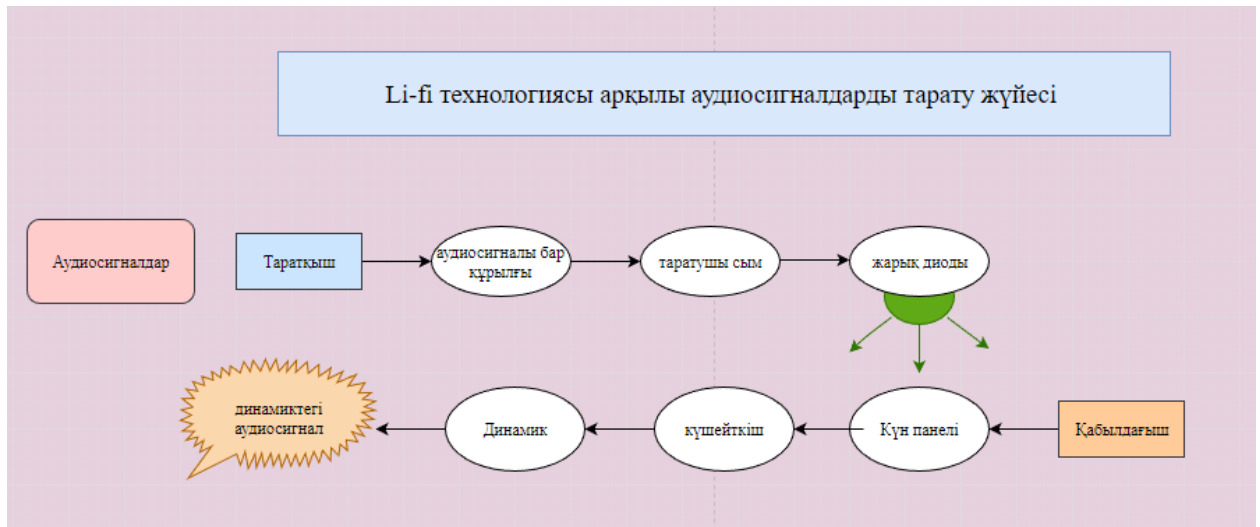 Li-fi технологиясы арқылы аудиосигналдарды тарату жүйесі
Аудиосигналдар
Таратқыш
аудиосигналы бар
құрылғы
таратушы сым
жарық диоды
динамиктегі
аудиосигнал
Динамик
күшейткіш
Күн панелі
Қабылдағыш